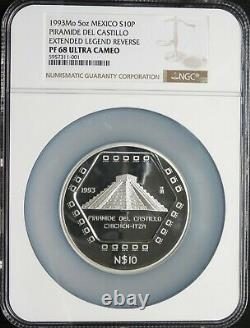 1993Mo 5oz MEXICO S10P
PIRAMIDE DEL CASTILLO
EXTENDED LEGEND REVERSE
PF 68 ULTRA CAMEO
5957311-001
NUMISMATIC GUARANTY CORPORATION
NGC
1993
PIRAMIDE DEL CASTILLO
CHICHEN-ITZA
N$10